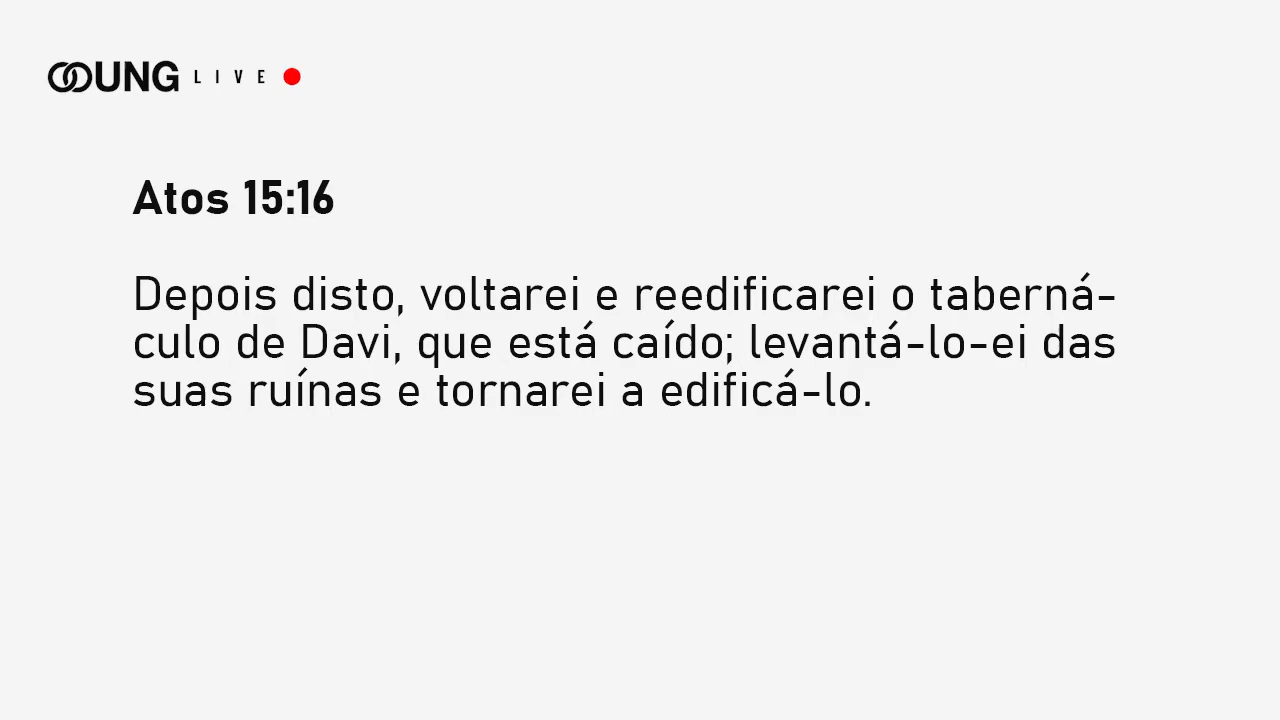 UNG LIVE
Atos 15:16
Depois disto, voltarei e reedificarei o taberná-
culo de Davi, que está caído; levantá-lo-ei das
suas ruínas e tornarei a edificá-lo.